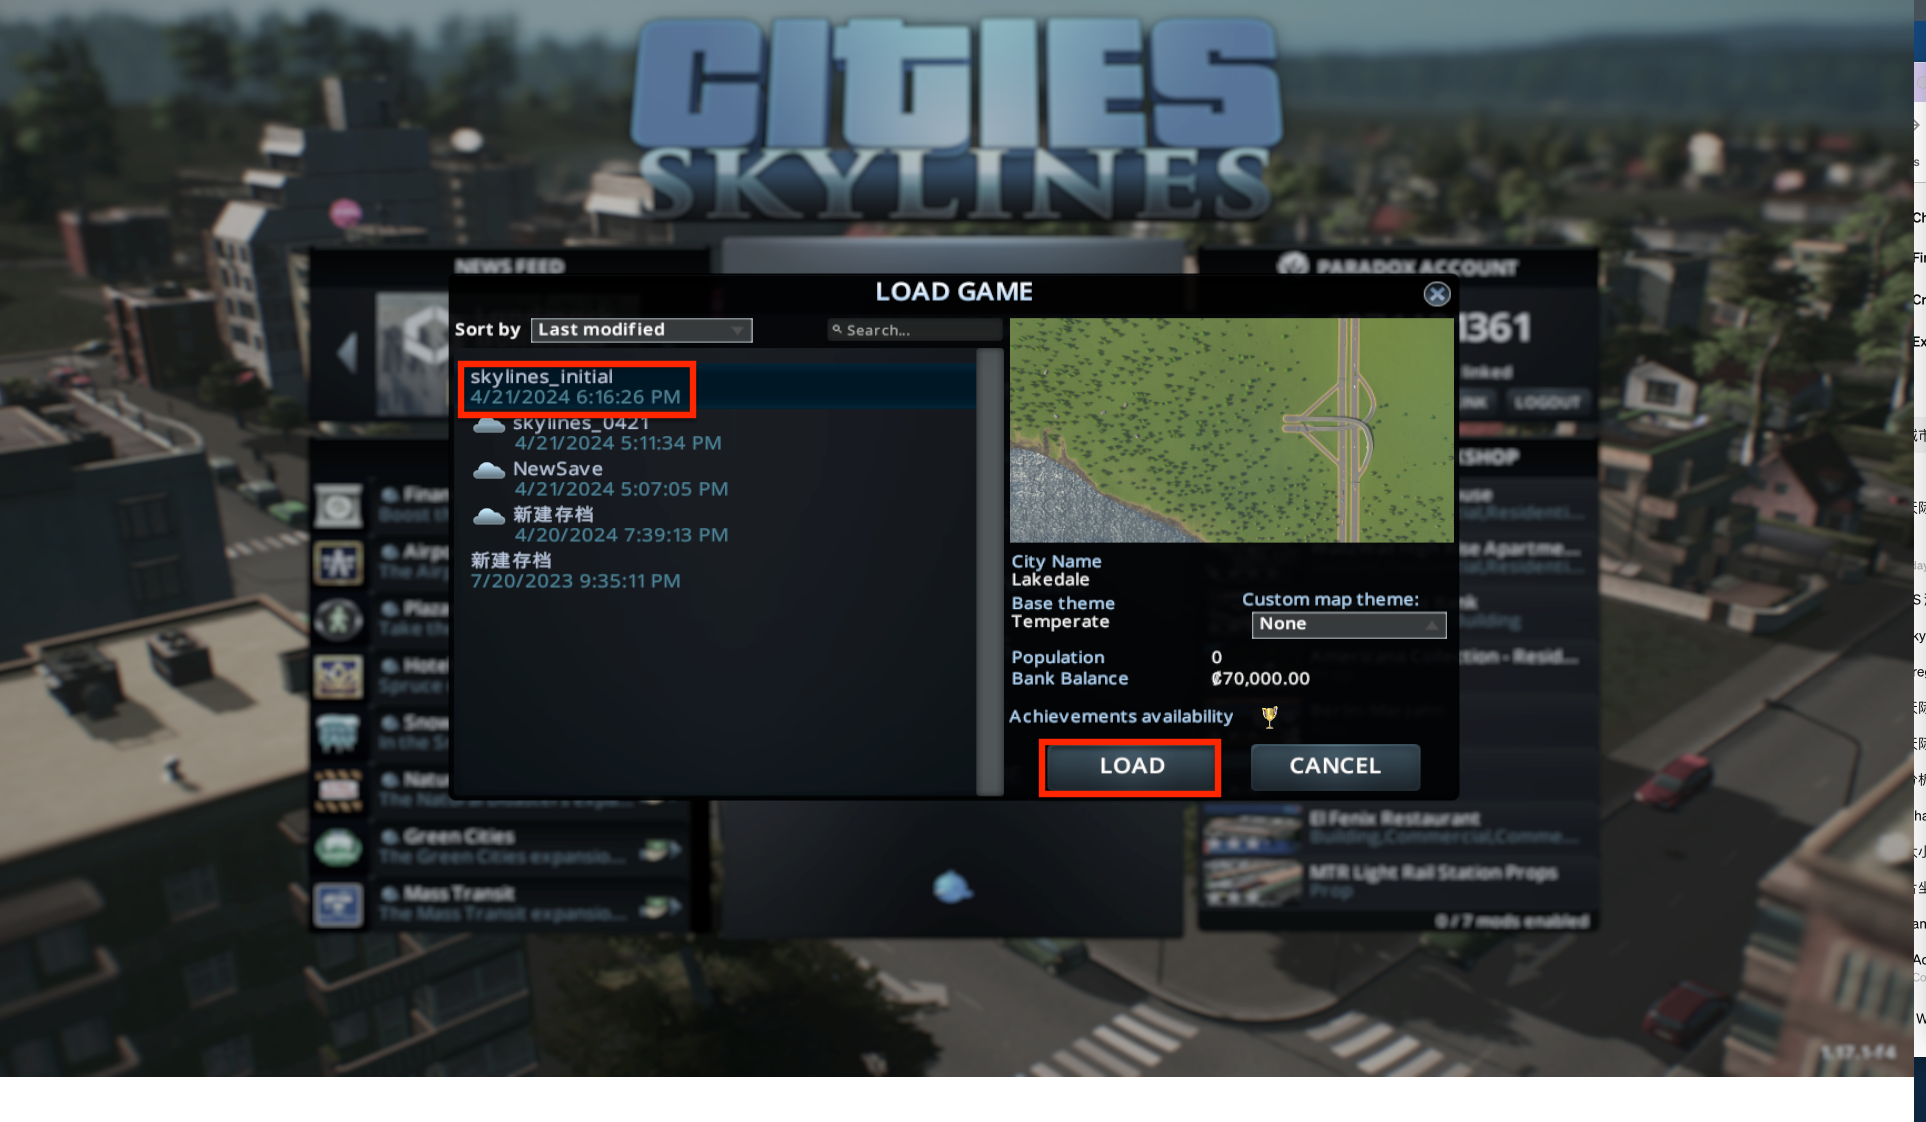 CITIES
SKYLINES
NEWS FEED
PARADOX ACCOUNT
LOAD GAME
Sort by Last modified
Search...
skylines_initial
4/21/2024 6:16:26 PM
skylines_0421
4/21/2024 5:11:34 PM
NewSave
4/21/2024 5:07:05 PM
新建存档
4/20/2024 7:39:13 PM
新建存档
7/20/2023 9:35:11 PM
City Name
Lakedale
Base theme
Temperate
Custom map theme:
None
Population 0
Bank Balance ₡70,000.00
Achievements availability
LOAD
CANCEL
361
linked
LOGOUT
Green Cities
The Green Cities expansio...
Mass Transit
The Mass Transit expansio...
El Fenix Restaurant
Building,Commercial,Comme...
MTR Light Rail Station Props
Prop
0 / 7 mods enabled
1.17.1-f4